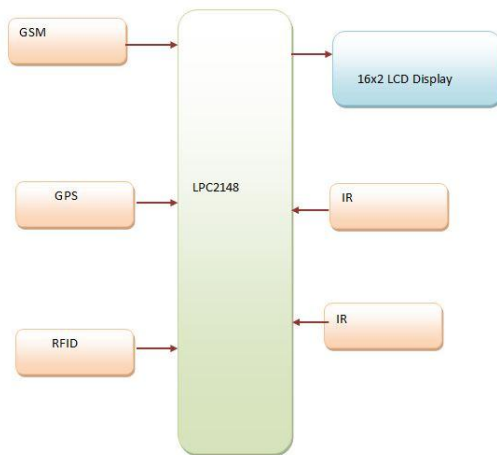 GSM
16x2 LCD Display
LPC2148
GPS
IR
RFID
IR